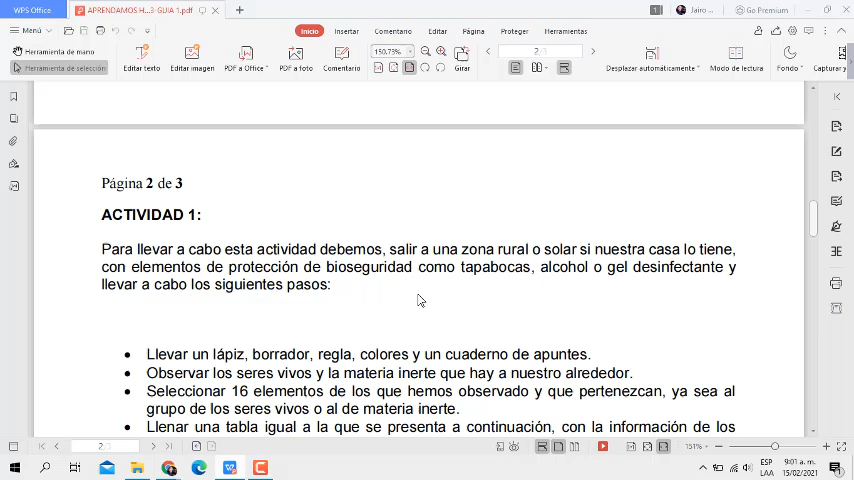 WPS Office
APRENDAMOS H...3-GUIA 1.pdf
1
Jairo ...
Go Premium
Menú
Inicio
Insertar
Comentario
Editar
Página
Proteger
Herramientas
Herramienta de mano
Herramienta de selección
Editar texto
Editar imagen
PDF a Office
PDF a foto
Comentario
150.73%
Girar
2/3
Desplazar automáticamente
Modo de lectura
Fondo
Capturar y
Página 2 de 3
ACTIVIDAD 1:
Para llevar a cabo esta actividad debemos, salir a una zona rural o solar si nuestra casa lo tiene,
con elementos de protección de bioseguridad como tapabocas, alcohol o gel desinfectante y
llevar a cabo los siguientes pasos:
• Llevar un lápiz, borrador, regla, colores y un cuaderno de apuntes.
• Observar los seres vivos y la materia inerte que hay a nuestro alrededor.
• Seleccionar 16 elementos de los que hemos observado y que pertenezcan, ya sea al
grupo de los seres vivos o al de materia inerte.
• Llenar una tabla igual a la que se presenta a continuación, con la información de los
2/3
151%
ESP
LAA
9:01 a. m.
15/02/2021